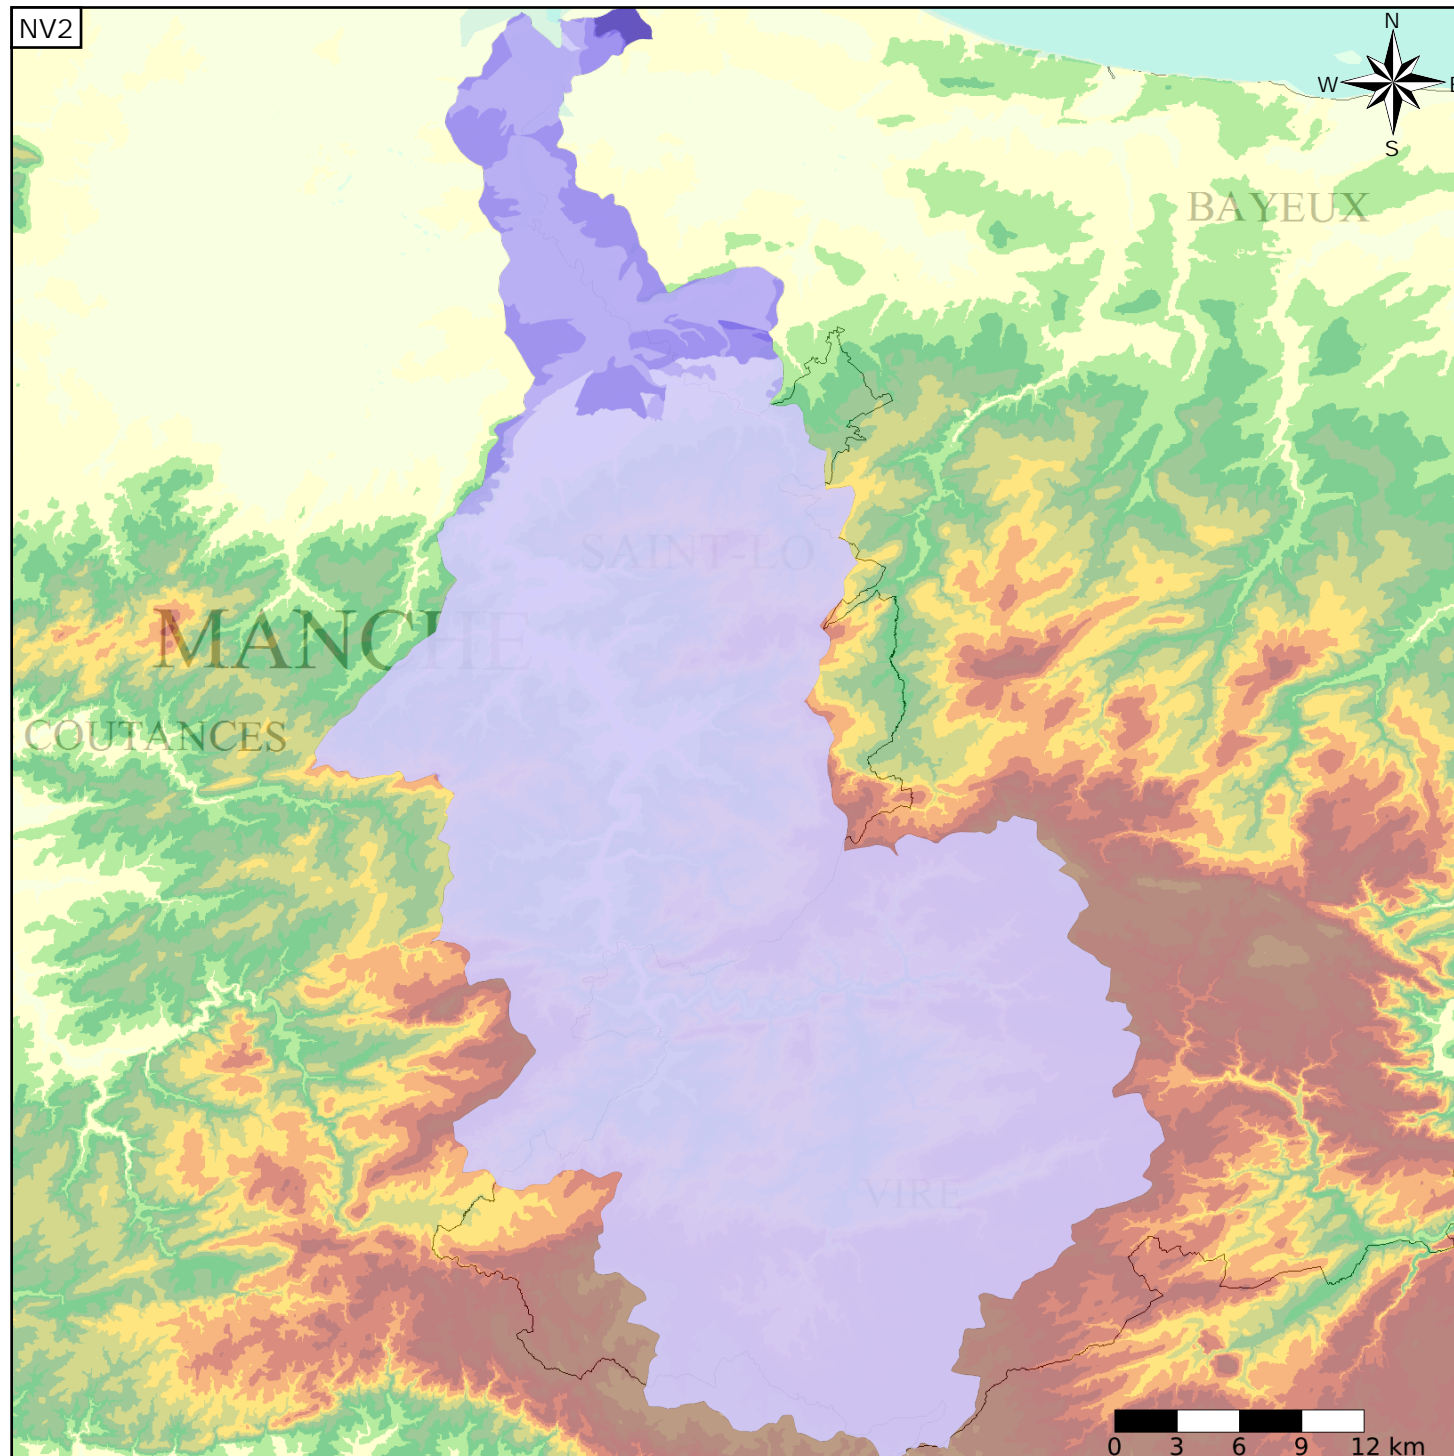 NV2
N
W E
S
BAYEUX
SAINT-LO
MANCHE
COUTANCES
VIRE
0 3 6 9 12 km